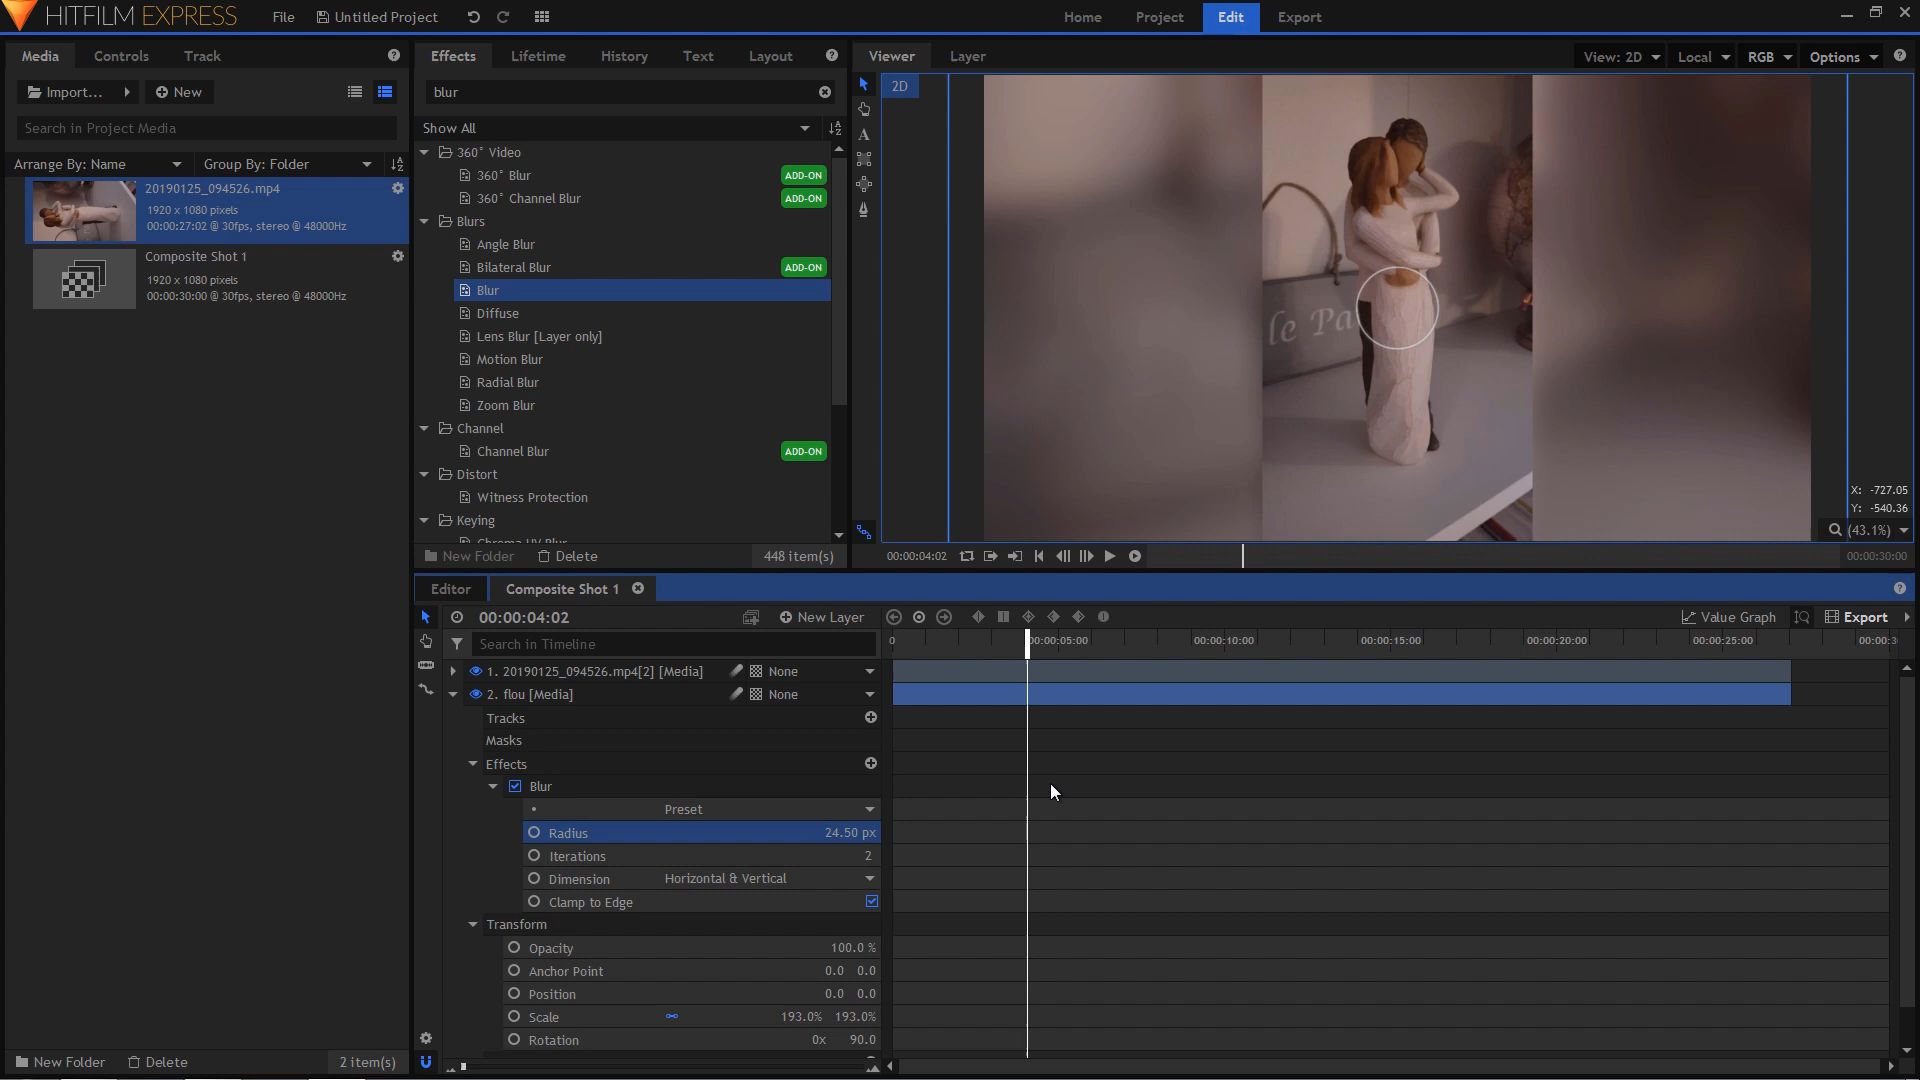 HITFILM EXPRESS
File
Untitled Project
Home
Project
Edit
Export
Media
Controls
Track
Import...
New
Search in Project Media
Arrange By: Name
Group By: Folder
20190125_094526.mp4
1920 x 1080 pixels
00:00:27:02 @ 30fps, stereo @ 48000Hz
Composite Shot 1
1920 x 1080 pixels
00:00:30:00 @ 30fps, stereo @ 48000Hz
New Folder
Delete
2 item(s)
Effects
Lifetime
History
Text
Layout
blur
Show All
360° Video
360° Blur
ADD-ON
360° Channel Blur
ADD-ON
Blurs
Angle Blur
Bilateral Blur
ADD-ON
Blur
Diffuse
Lens Blur [Layer only]
Motion Blur
Radial Blur
Zoom Blur
Channel
Channel Blur
ADD-ON
Distort
Witness Protection
Keying
Chroma UV Blur
New Folder
Delete
448 item(s)
Viewer
Layer
View: 2D
Local
RGB
Options
2D
A
le Pa
X: -727.05
Y: -540.36
(43.1%)
00:00:04:02
00:00:30:00
Editor
Composite Shot 1
00:00:04:02
New Layer
Value Graph
Export
Search in Timeline
0
00:00:05:00
00:00:10:00
00:00:15:00
00:00:20:00
00:00:25:00
00:00:3
1. 20190125_094526.mp4[2] [Media]
None
2. flou [Media]
None
Tracks
Masks
Effects
Blur
Preset
Radius
24.50 px
Iterations
2
Dimension
Horizontal & Vertical
Clamp to Edge
Transform
Opacity
100.0 %
Anchor Point
0.0 0.0
Position
0.0 0.0
Scale
193.0% 193.0%
Rotation
0x 90.0